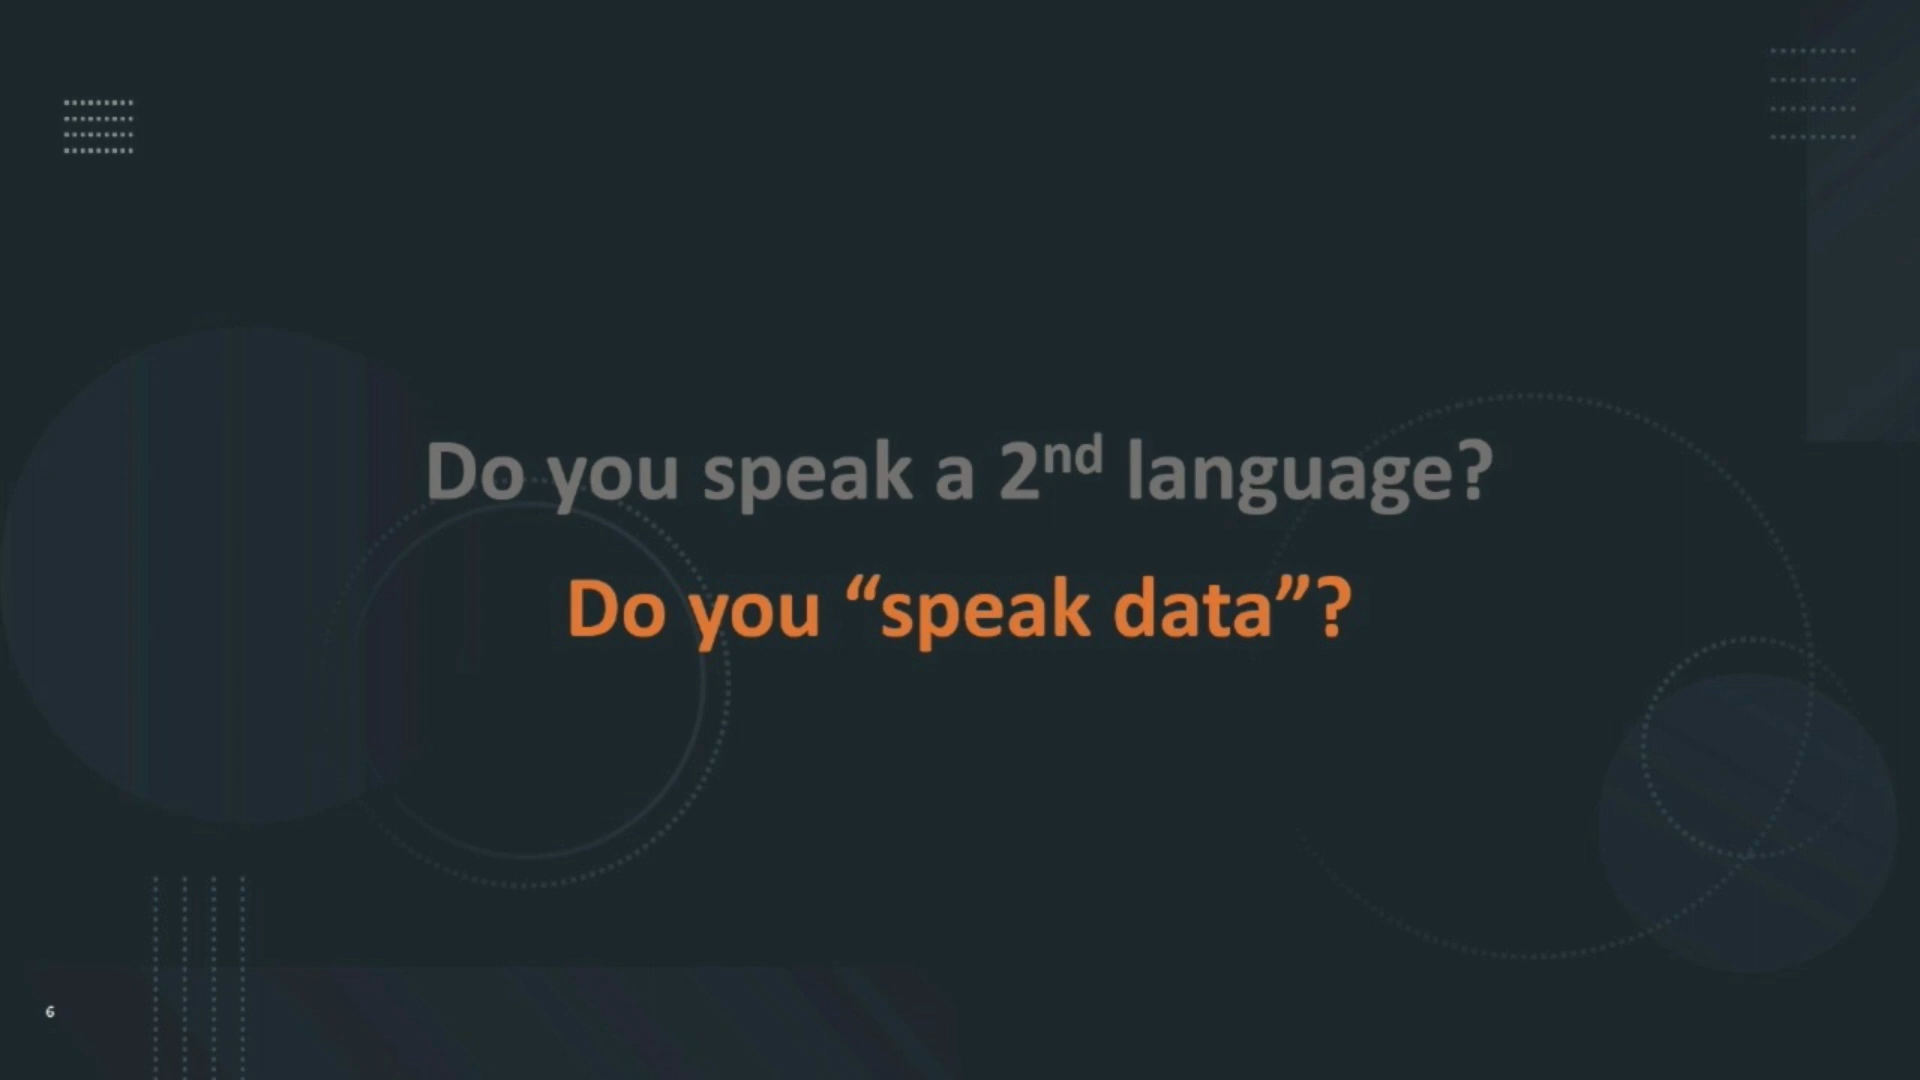 Do you speak a 2nd language?
Do you “speak data”?
6